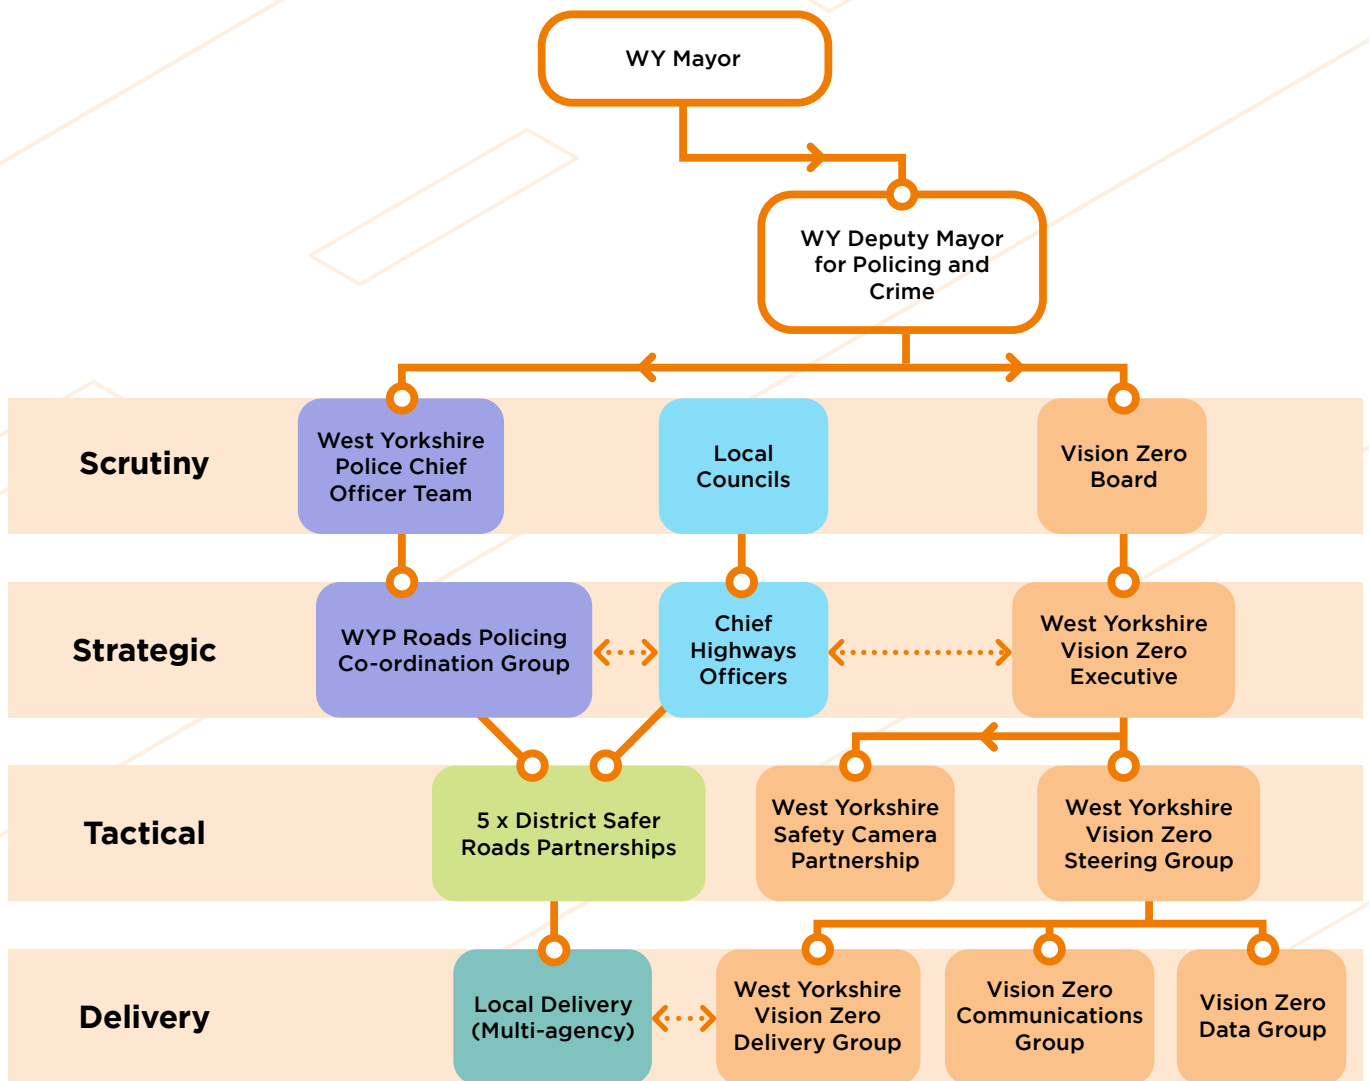 WY Mayor
WY Deputy Mayor
for Policing and
Crime
Scrutiny
West Yorkshire
Police Chief
Officer Team
Local
Councils
Vision Zero
Board
Strategic
WYP Roads Policing
Co-ordination Group
Chief
Highways
Officers
West Yorkshire
Vision Zero
Executive
Tactical
5 x District Safer
Roads Partnerships
West Yorkshire
Safety Camera
Partnership
West Yorkshire
Vision Zero
Steering Group
Delivery
Local Delivery
(Multi-agency)
West Yorkshire
Vision Zero
Delivery Group
Vision Zero
Communications
Group
Vision Zero
Data Group